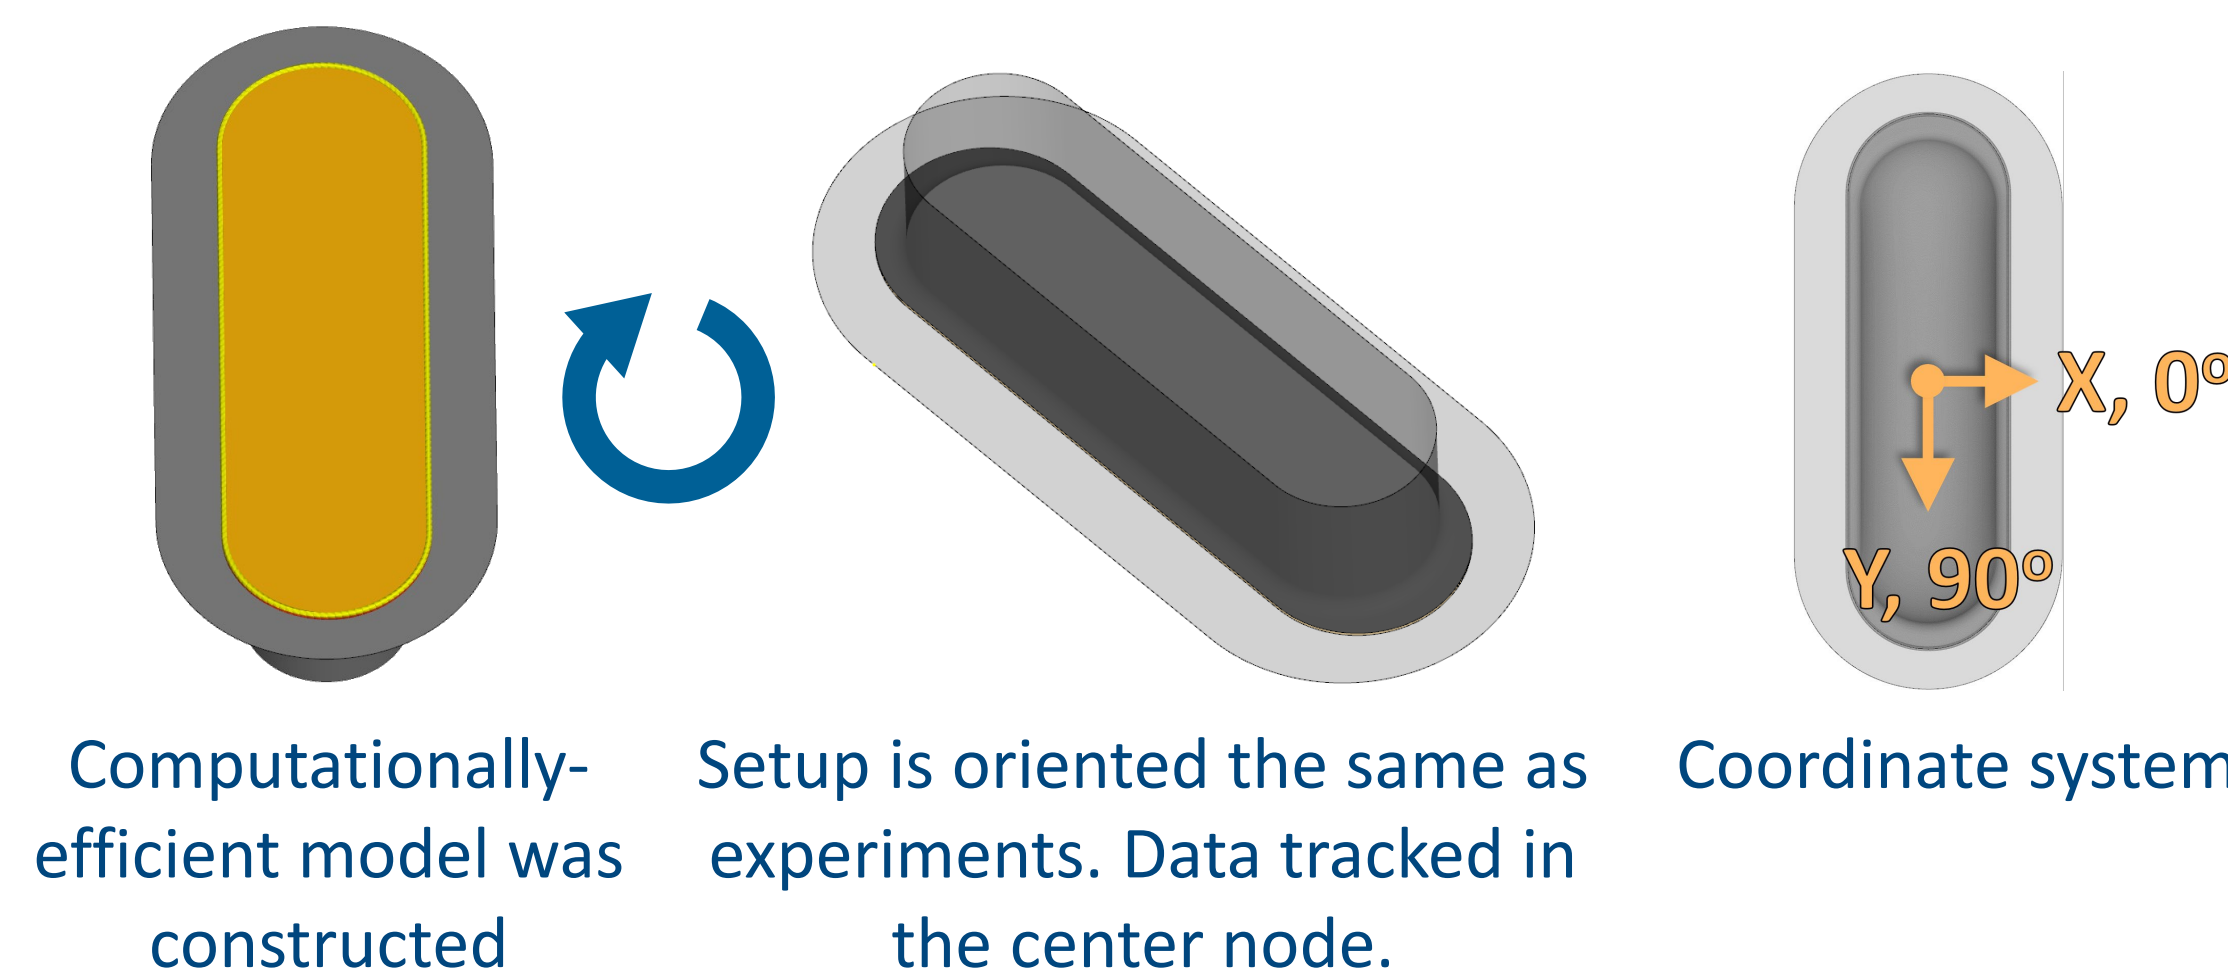 X, 0º
Y, 90º
Computationally-
efficient model was
constructed
Setup is oriented the same as
experiments. Data tracked in
the center node.
Coordinate system